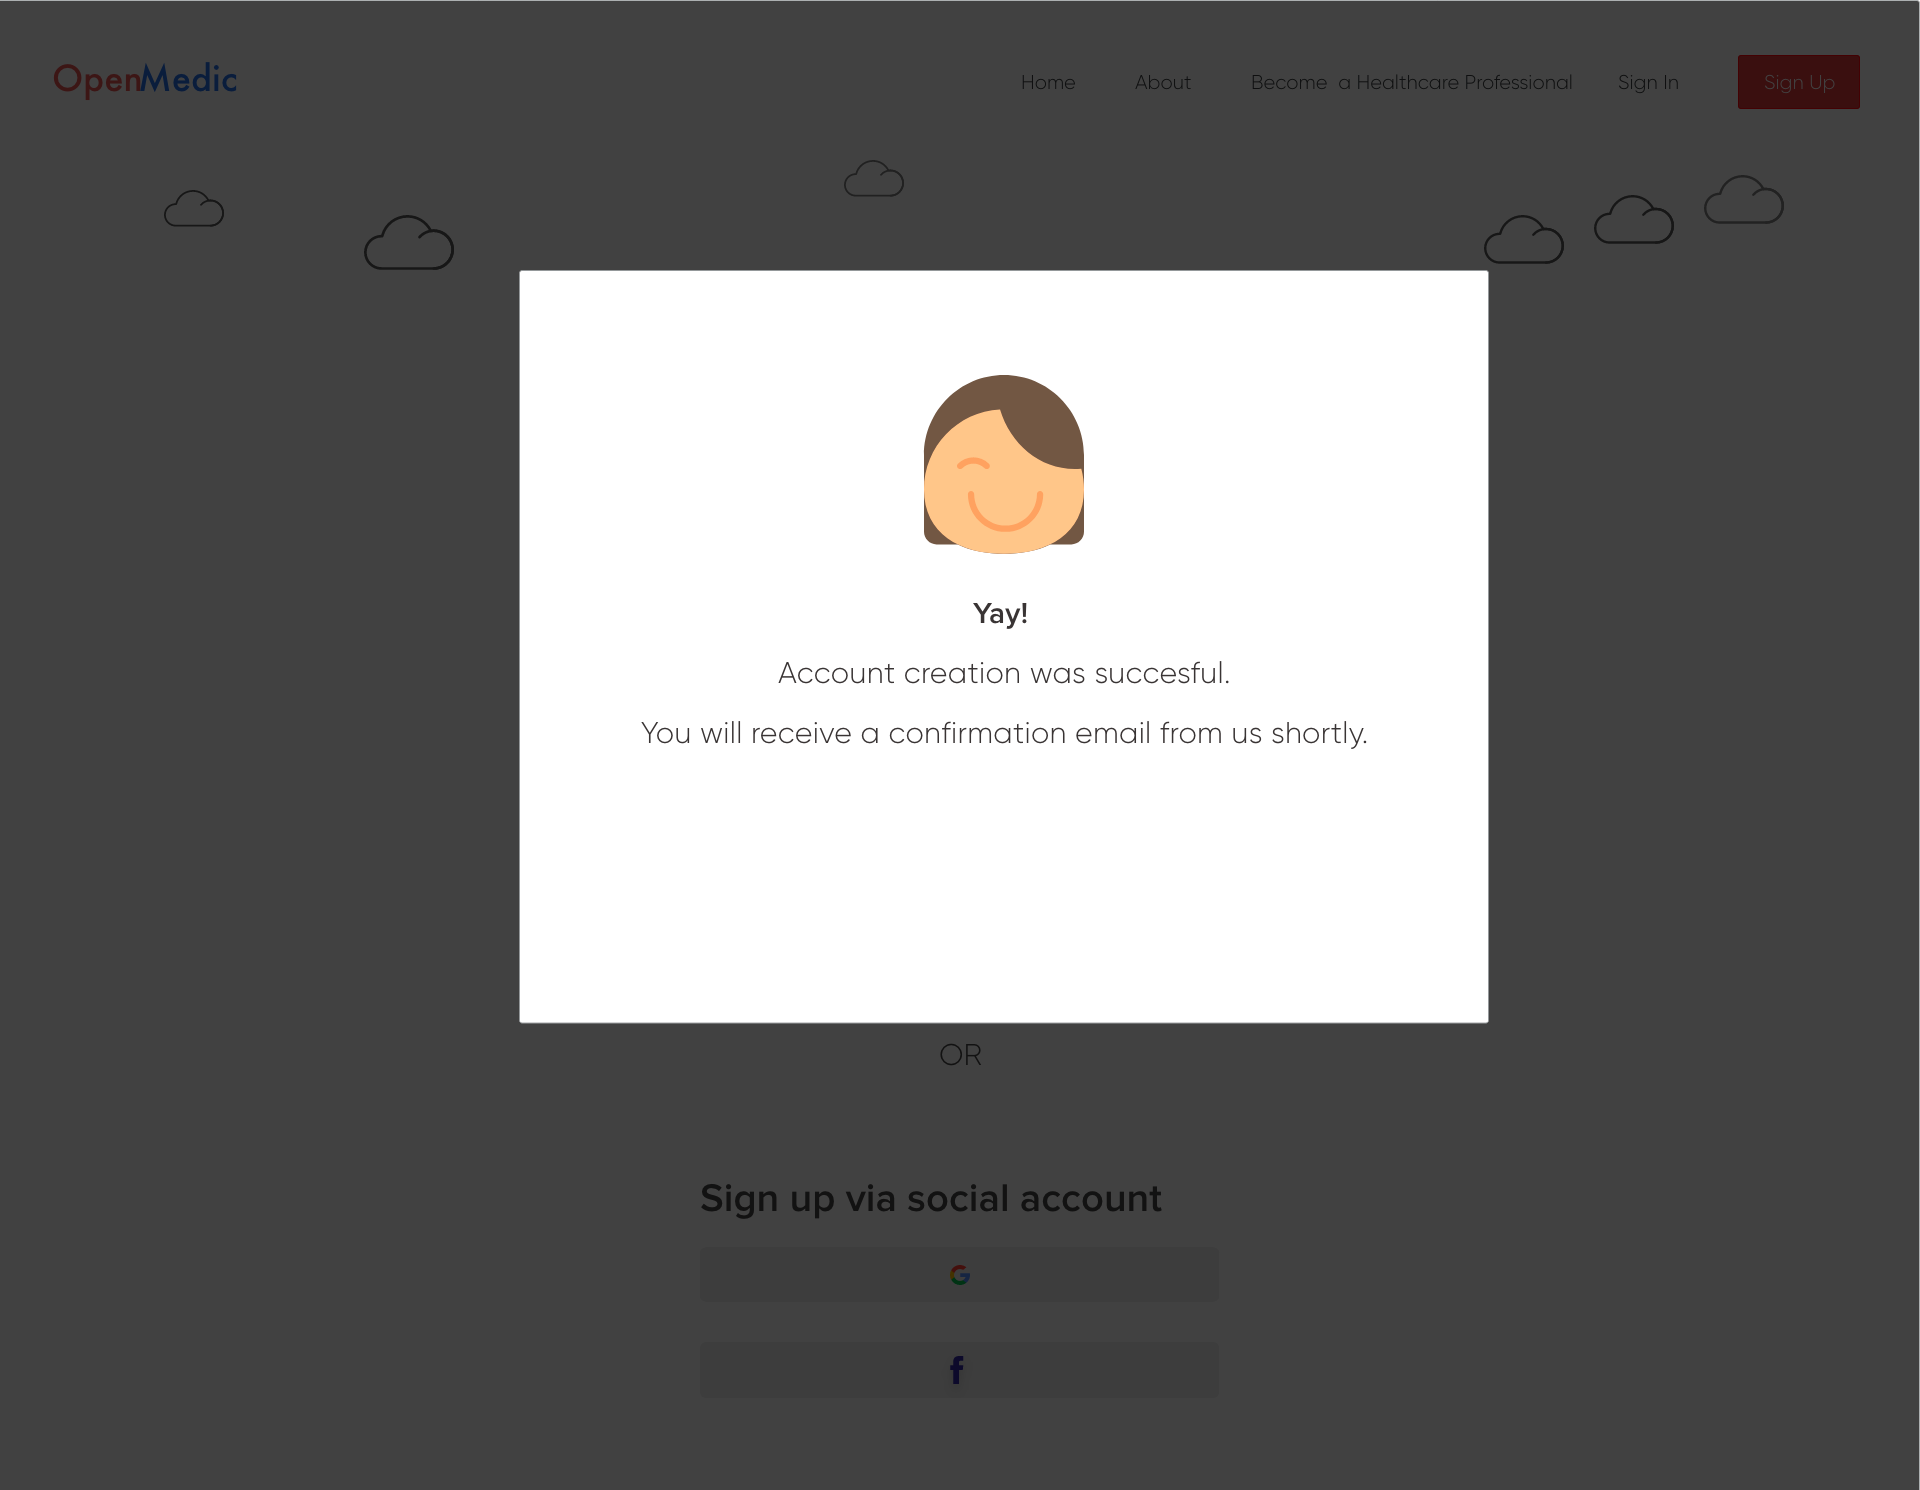 OpenMedic
Home About Become a Healthcare Professional Sign In Sign Up
Yay!
Account creation was succesful.
You will receive a confirmation email from us shortly.
OR
Sign up via social account
G
f